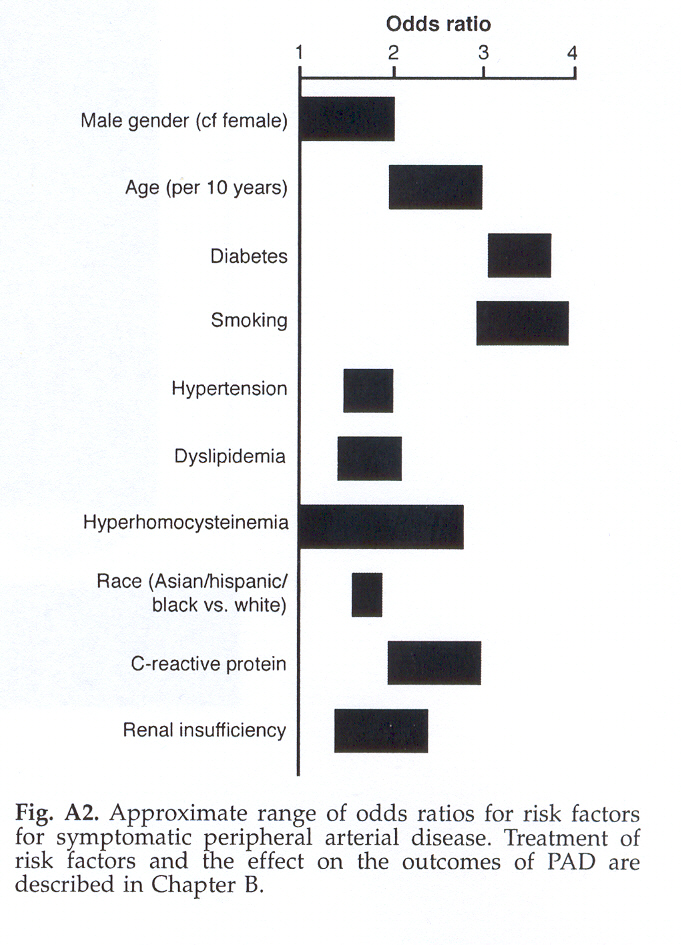 Odds ratio
1 2 3 4
Male gender (cf female)
Age (per 10 years)
Diabetes
Smoking
Hypertension
Dyslipidemia
Hyperhomocysteinemia
Race (Asian/hispanic/
black vs. white)
C-reactive protein
Renal insufficiency
Fig. A2. Approximate range of odds ratios for risk factors
for symptomatic peripheral arterial disease. Treatment of
risk factors and the effect on the outcomes of PAD are
described in Chapter B.